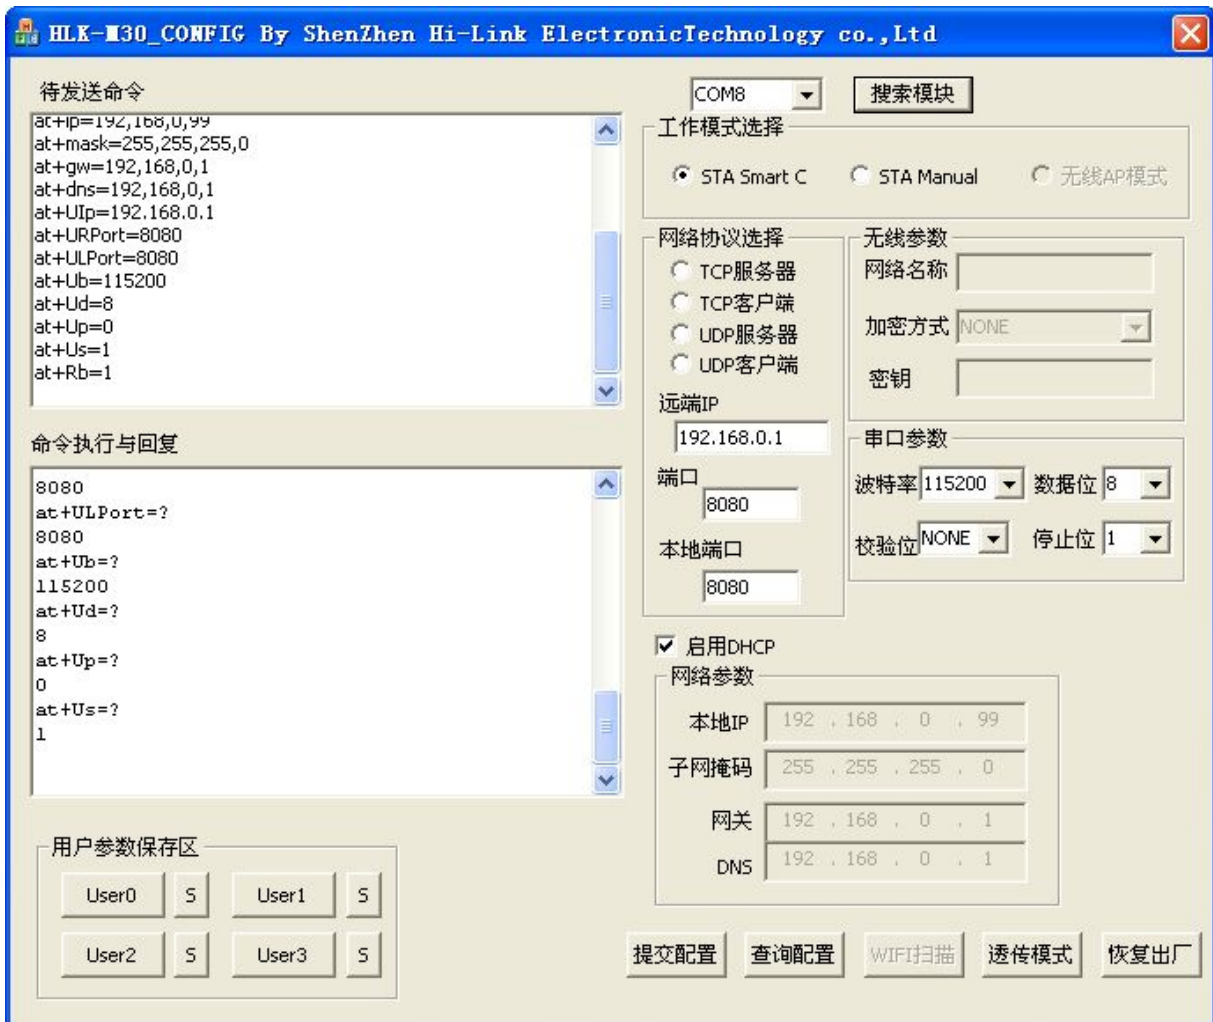 HLK-M30_CONFIG By ShenZhen Hi-Link ElectronicTechnology co.,Ltd
待发送命令
at+ip=192,168,0,99
at+mask=255,255,255,0
at+gw=192,168,0,1
at+dns=192,168,0,1
at+UIp=192.168.0.1
at+URPort=8080
at+ULPort=8080
at+Ub=115200
at+Ud=8
at+Up=0
at+Us=1
at+Rb=1
命令执行与回复
8080
at+ULPort=?
8080
at+Ub=?
115200
at+Ud=?
8
at+Up=?
0
at+Us=?
1
用户参数保存区
User0 S User1 S
User2 S User3 S
COM8 搜索模块
工作模式选择
STA Smart C STA Manual 无线AP模式
网络协议选择
TCP服务器
TCP客户端
UDP服务器
UDP客户端
远端IP
192.168.0.1
端口
8080
本地端口
8080
无线参数
网络名称
加密方式 NONE
密钥
串口参数
波特率 115200 数据位 8
校验位 NONE 停止位 1
启用DHCP
网络参数
本地IP 192 . 168 . 0 . 99
子网掩码 255 . 255 . 255 . 0
网关 192 . 168 . 0 . 1
DNS 192 . 168 . 0 . 1
提交配置 查询配置 WIFI扫描 透传模式 恢复出厂